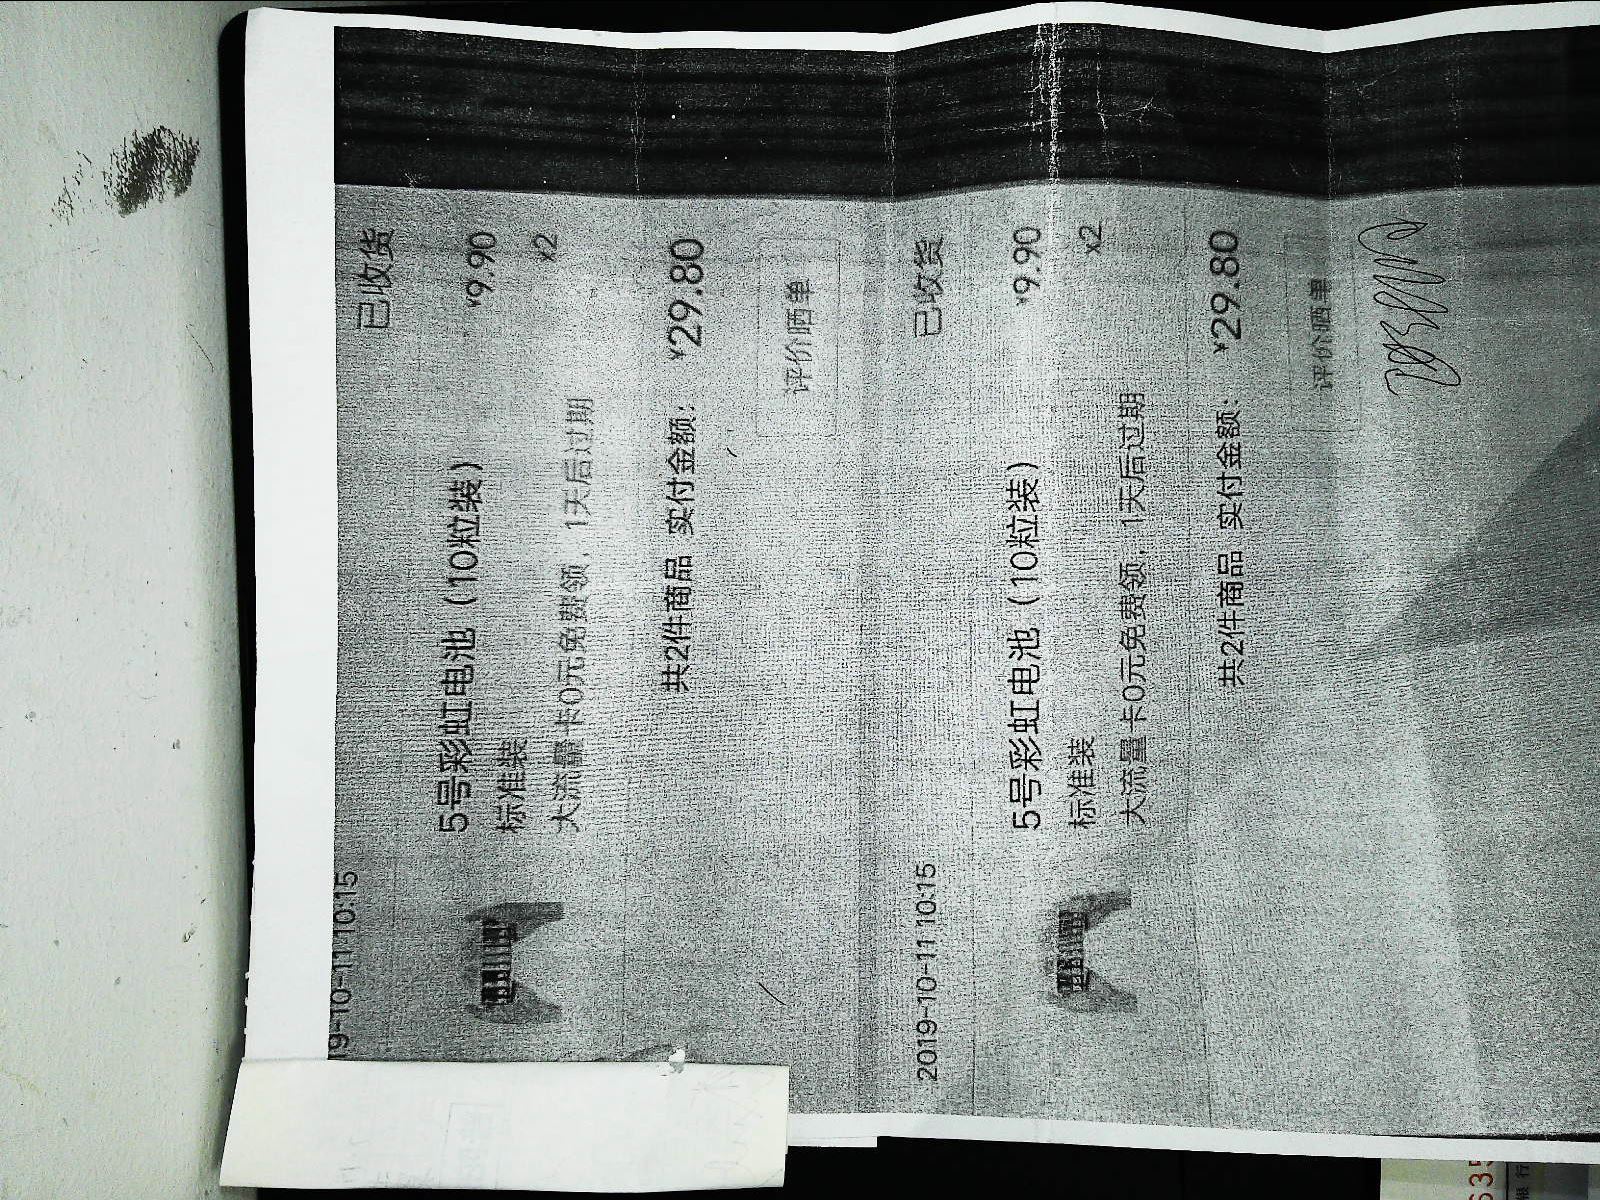 9-10-11 10:15
已收货
5号彩虹电池（10粒装）
¥9.90
标准装
x2
大流量卡0元免费领，1天后过期
共2件商品 实付金额：¥29.80
评价晒单
2019-10-11 10:15
已收货
5号彩虹电池（10粒装）
¥9.90
标准装
x2
大流量卡0元免费领，1天后过期
共2件商品 实付金额：¥29.80
评价晒单
635
银行